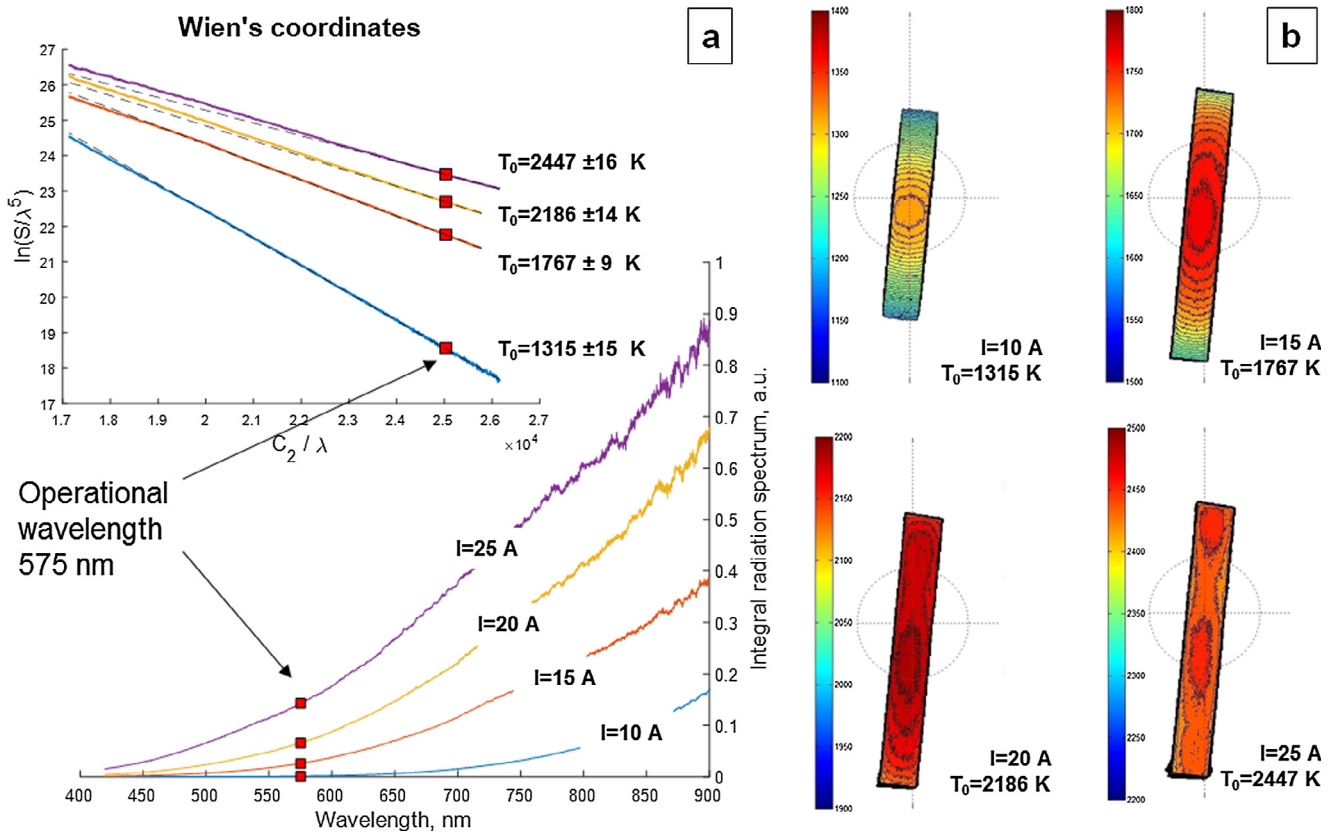 Wien's coordinates
a
b
27
26
25
24
23
22
21
20
19
18
17
ln(S/λ⁵)
T₀=2447 ±16 K
T₀=2186 ±14 K
T₀=1767 ± 9 K
T₀=1315 ±15 K
1.7 1.8 1.9 2 2.1 2.2 2.3 2.4 2.5 2.6 2.7
C₂ / λ
×10⁴
Operational
wavelength
575 nm
I=25 A
I=20 A
I=15 A
I=10 A
1
0.9
0.8
0.7
0.6
0.5
0.4
0.3
0.2
0.1
0
Integral radiation spectrum, a.u.
400 450 500 550 600 650 700 750 800 850 900
Wavelength, nm
1400
1350
1300
1250
1200
1150
1100
I=10 A
T₀=1315 K
1800
1750
1700
1650
1600
1550
1500
I=15 A
T₀=1767 K
2200
2150
2100
2050
2000
1950
1900
I=20 A
T₀=2186 K
2500
2450
2400
2350
2300
2250
2200
I=25 A
T₀=2447 K